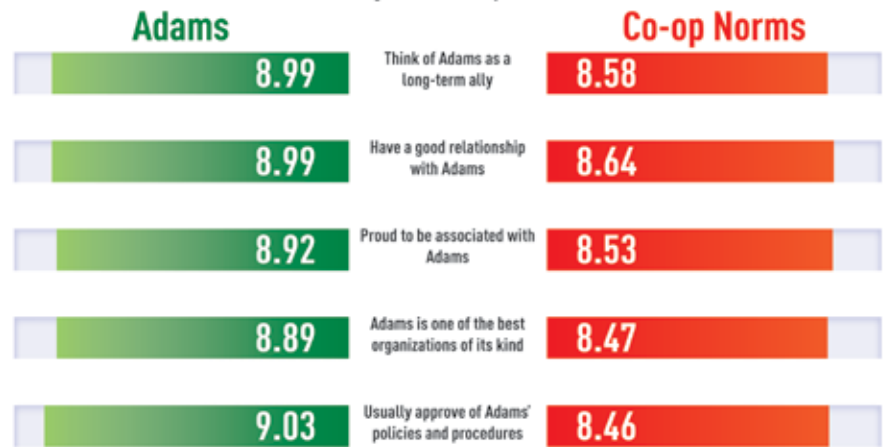 Adams
Co-op Norms
8.99
Think of Adams as a
long-term ally
8.58
8.99
Have a good relationship
with Adams
8.64
8.92
Proud to be associated with
Adams
8.53
8.89
Adams is one of the best
organizations of its kind
8.47
9.03
Usually approve of Adams'
policies and procedures
8.46